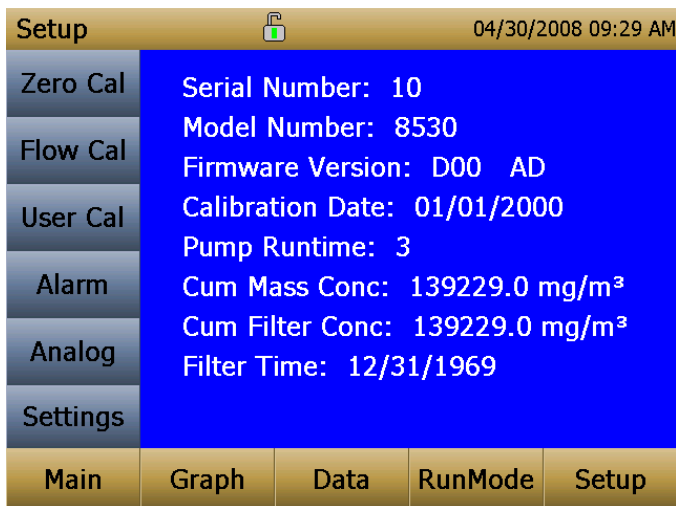 Setup 04/30/2008 09:29 AM
Zero Cal
Flow Cal
User Cal
Alarm
Analog
Settings
Serial Number: 10
Model Number: 8530
Firmware Version: D00 AD
Calibration Date: 01/01/2000
Pump Runtime: 3
Cum Mass Conc: 139229.0 mg/m³
Cum Filter Conc: 139229.0 mg/m³
Filter Time: 12/31/1969
Main Graph Data RunMode Setup